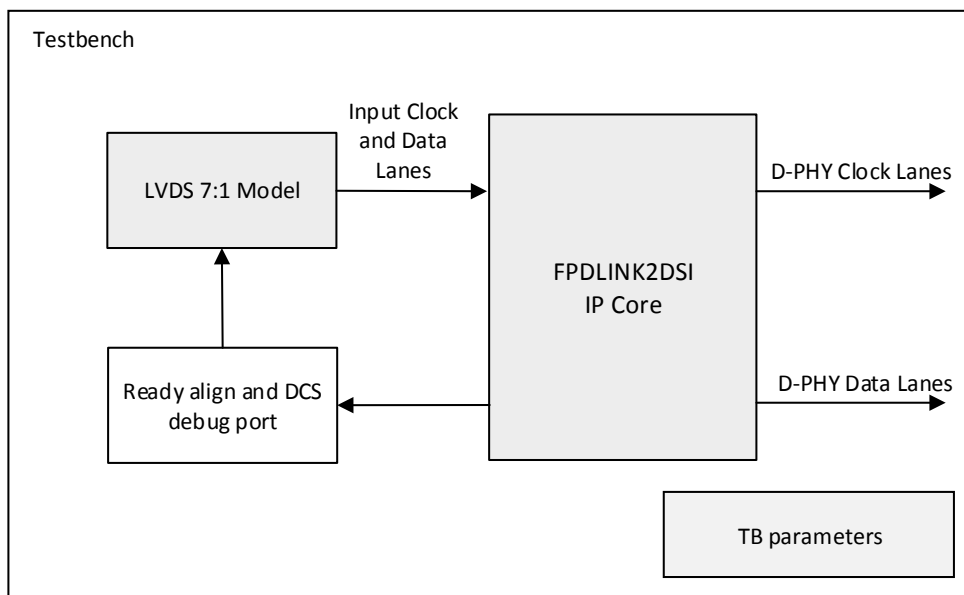 Testbench
Input Clock
and Data
Lanes
LVDS 7:1 Model
D-PHY Clock Lanes
FPDLINK2DSI
IP Core
Ready align and DCS
debug port
D-PHY Data Lanes
TB parameters